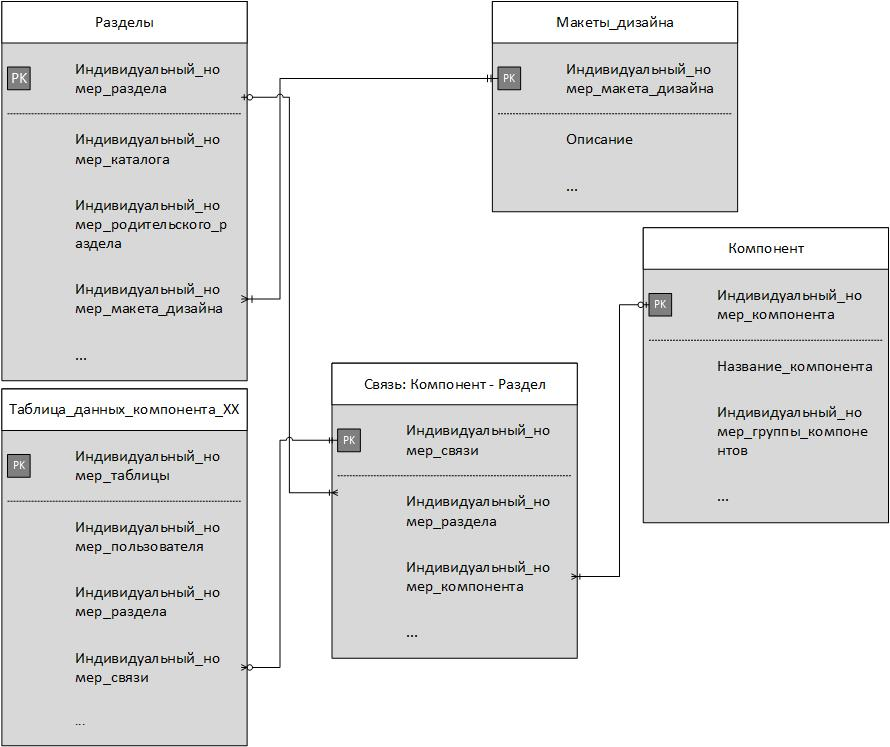 Разделы
PK
Индивидуальный_но
мер_раздела
Индивидуальный_но
мер_каталога
Индивидуальный_но
мер_родительского_р
аздела
Индивидуальный_но
мер_макета_дизайна
...
Макеты_дизайна
PK
Индивидуальный_но
мер_макета_дизайна
Описание
...
Компонент
PK
Индивидуальный_но
мер_компонента
Название_компонента
Индивидуальный_но
мер_группы_компоне
нтов
...
Связь: Компонент - Раздел
PK
Индивидуальный_но
мер_связи
Индивидуальный_но
мер_раздела
Индивидуальный_но
мер_компонента
...
Таблица_данных_компонента_XX
PK
Индивидуальный_но
мер_таблицы
Индивидуальный_но
мер_пользователя
Индивидуальный_но
мер_раздела
Индивидуальный_но
мер_связи
...